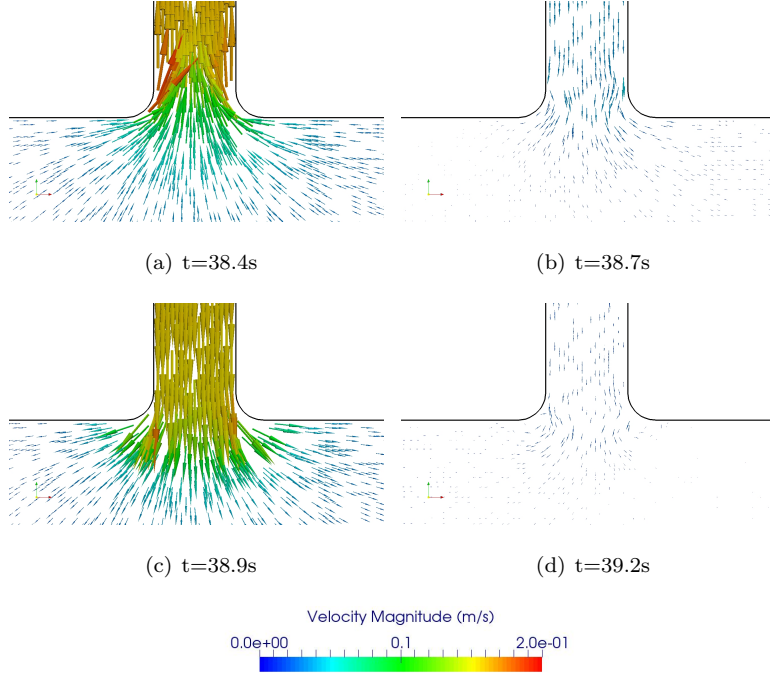 (a) t=38.4s
(b) t=38.7s
(c) t=38.9s
(d) t=39.2s
Velocity Magnitude (m/s)
0.0e+00 0.1 2.0e-01